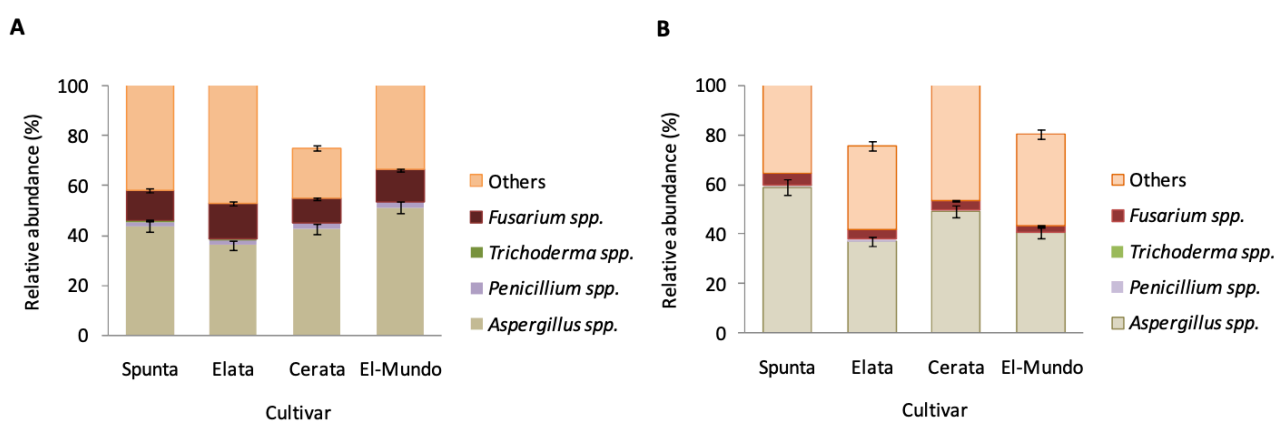 A
Relative abundance (%)
100
80
60
40
20
0
Spunta Elata Cerata El-Mundo
Cultivar
Others
Fusarium spp.
Trichoderma spp.
Penicillium spp.
Aspergillus spp.
B
Relative abundance (%)
100
80
60
40
20
0
Spunta Elata Cerata El-Mundo
Cultivar
Others
Fusarium spp.
Trichoderma spp.
Penicillium spp.
Aspergillus spp.